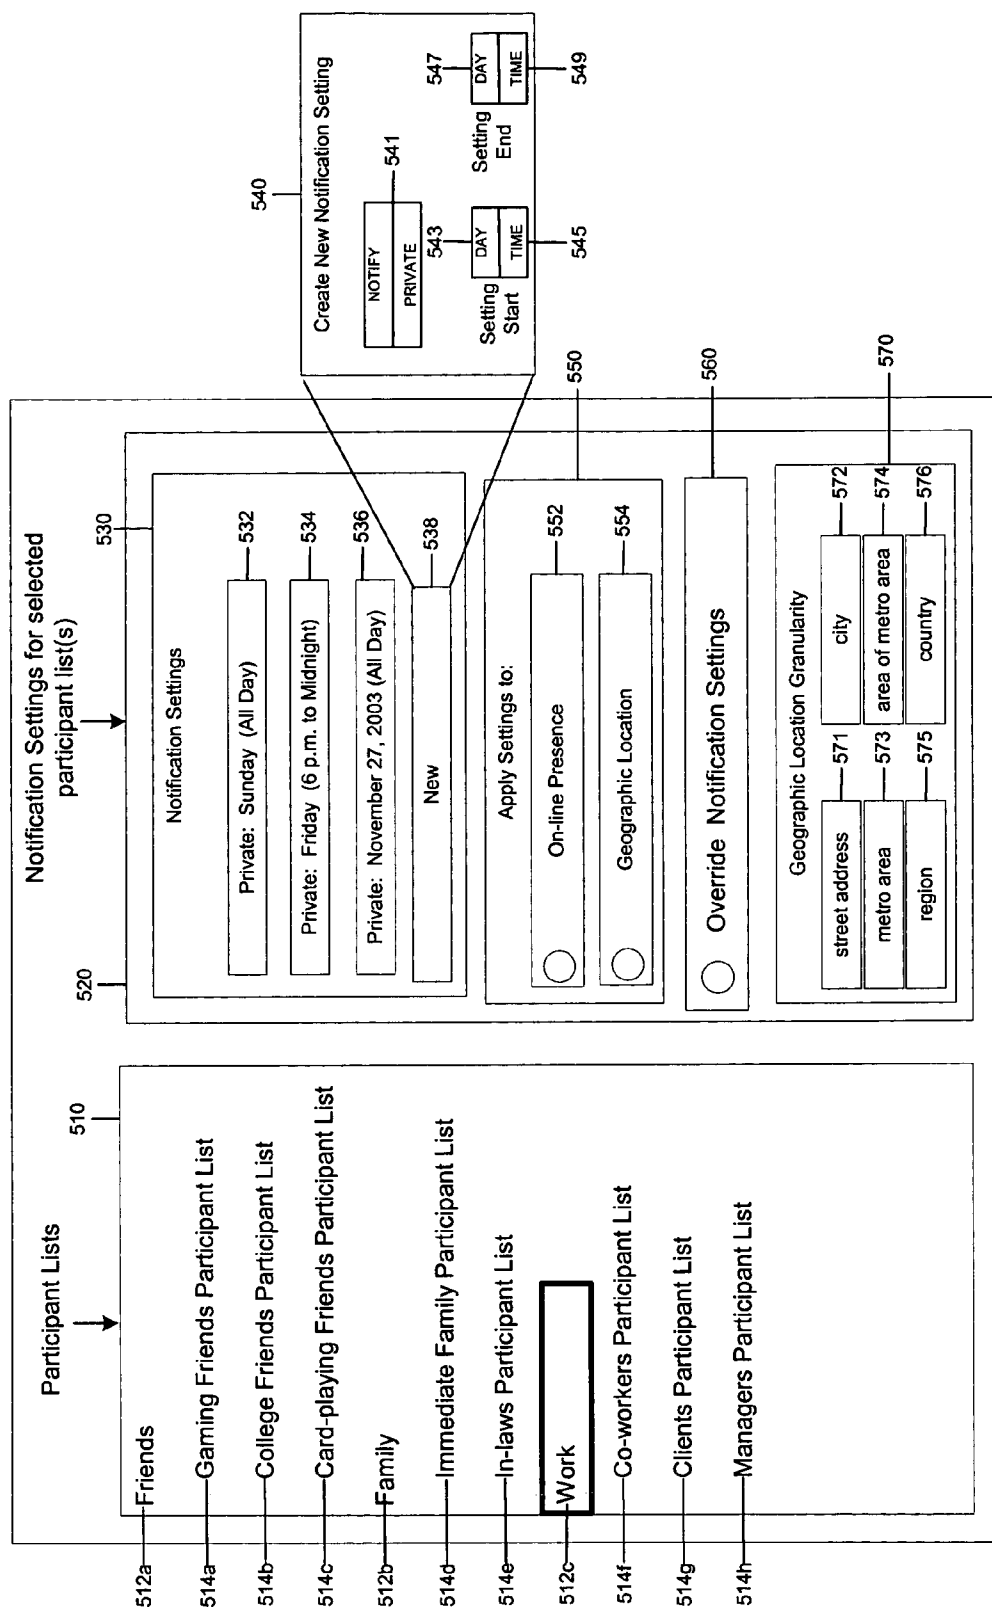 Participant Lists
510
512a
Friends
514a
Gaming Friends Participant List
514b
College Friends Participant List
514c
Card-playing Friends Participant List
512b
Family
514d
Immediate Family Participant List
514e
In-laws Participant List
512c
Work
514f
Co-workers Participant List
514g
Clients Participant List
514h
Managers Participant List
Notification Settings for selected
participant list(s)
520
530
Notification Settings
Private: Sunday (All Day)
532
Private: Friday (6 p.m. to Midnight)
534
Private: November 27, 2003 (All Day)
536
New
538
540
Create New Notification Setting
NOTIFY
PRIVATE
541
543
Setting
Start
DAY
TIME
545
547
Setting
End
DAY
TIME
549
550
Apply Settings to:
On-line Presence
552
Geographic Location
554
560
Override Notification Settings
570
Geographic Location Granularity
street address
571
city
572
metro area
573
area of metro area
574
region
575
country
576